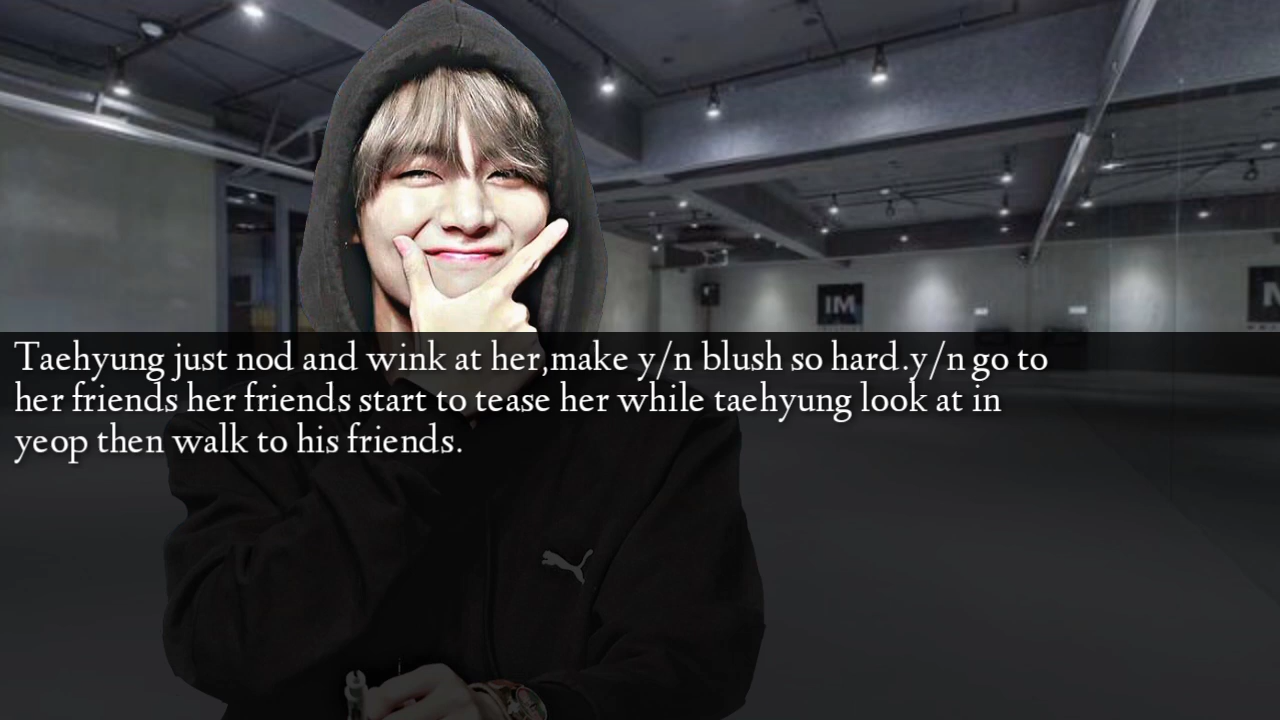 IM
Taehyung just nod and wink at her,make y/n blush so hard.y/n go to
her friends her friends start to tease her while taehyung look at in
yeop then walk to his friends.